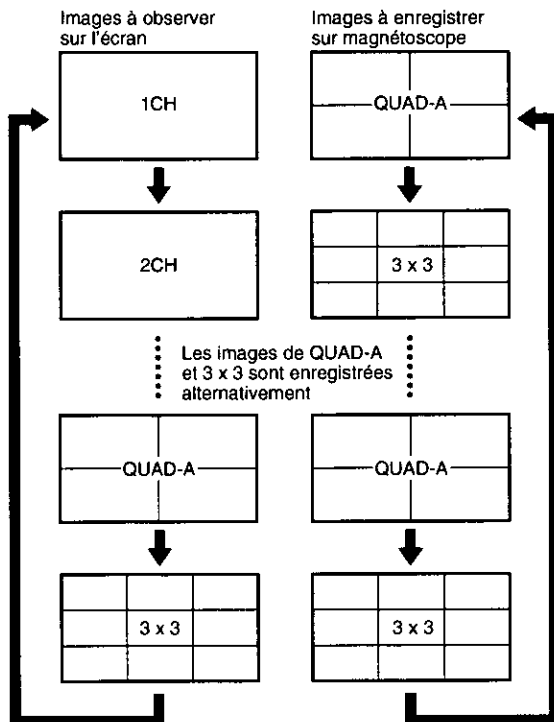 Images à observer
sur l'écran
Images à enregistrer
sur magnétoscope
1CH
QUAD-A
2CH
3 x 3
Les images de QUAD-A
et 3 x 3 sont enregistrées
alternativement
QUAD-A
QUAD-A
3 x 3
3 x 3